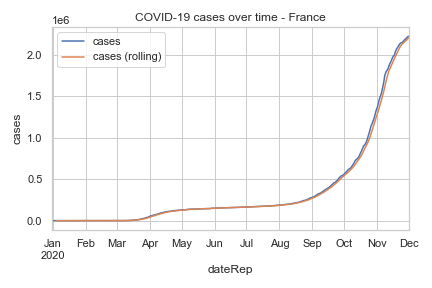 COVID-19 cases over time - France
1e6
cases
cases (rolling)
2.0
1.5
1.0
0.5
0.0
cases
Jan Feb Mar Apr May Jun Jul Aug Sep Oct Nov Dec
2020
dateRep